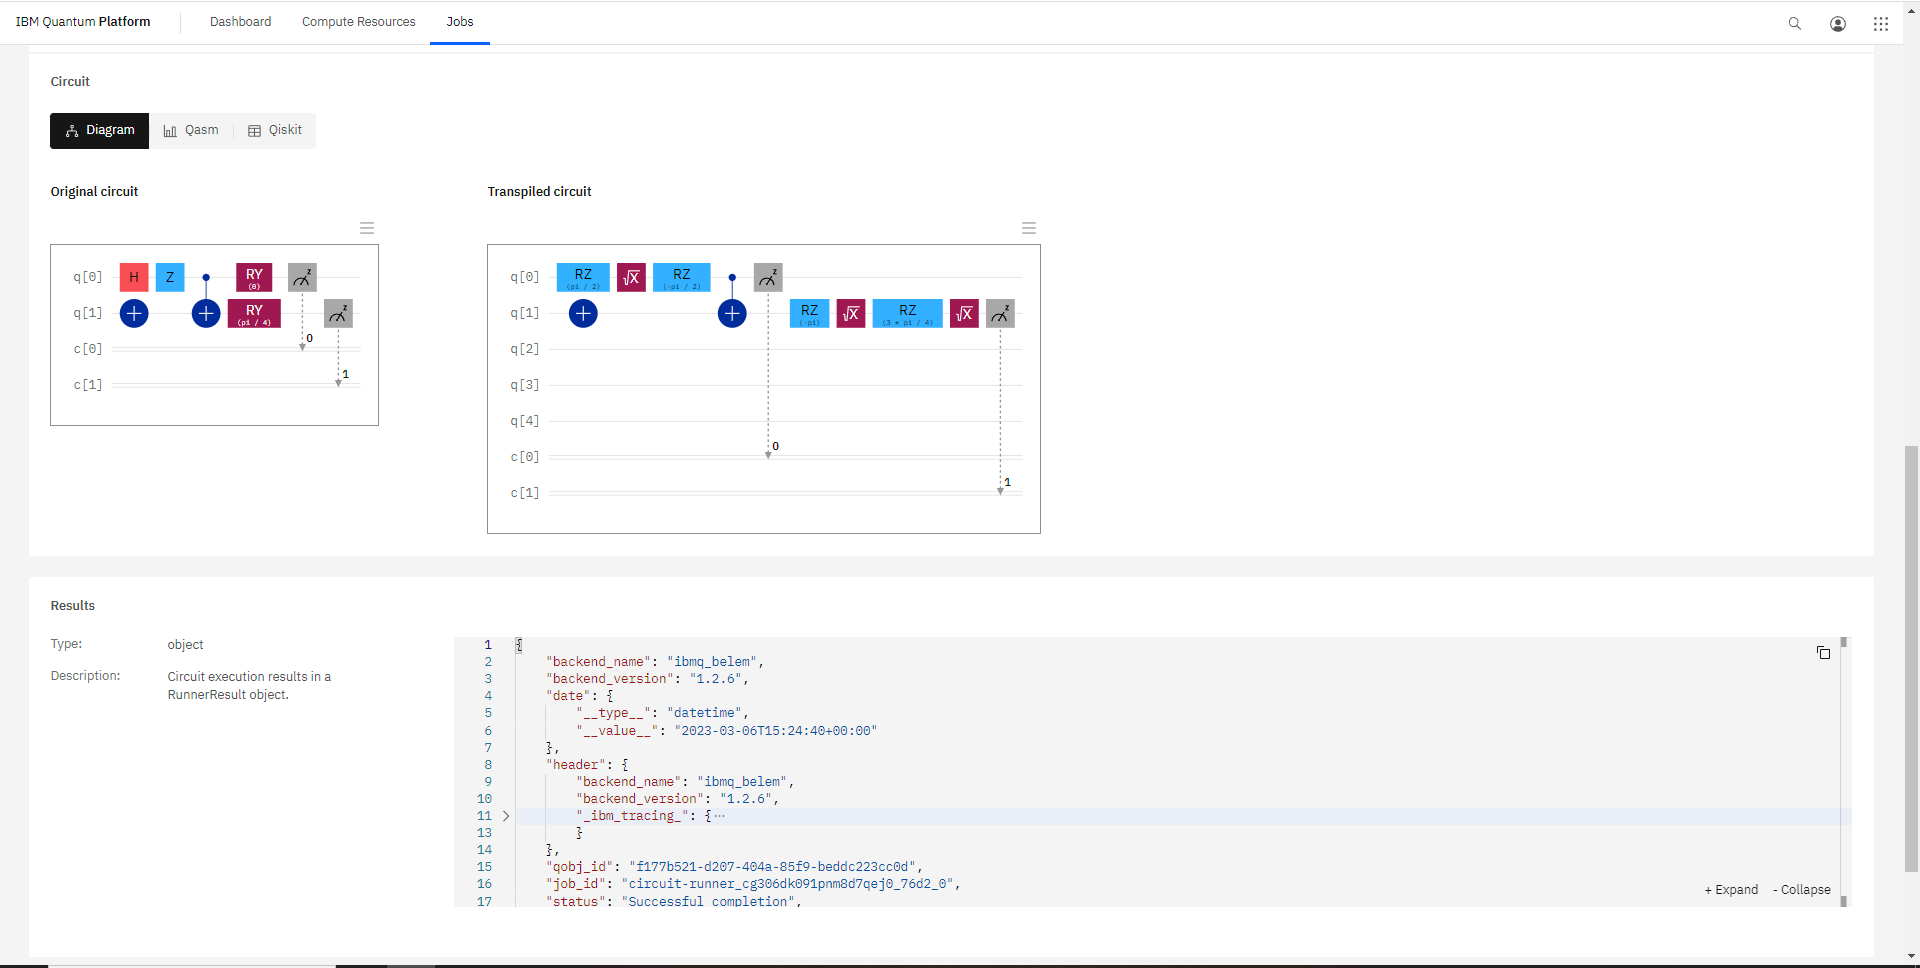 IBM Quantum Platform Dashboard Compute Resources Jobs
Circuit
Diagram Qasm Qiskit
Original circuit Transpiled circuit
q[0] H Z RY (0) z
q[1] RY (pi / 4) z
c[0] 0
c[1] 1
q[0] RZ (pi / 2) √X RZ (-pi / 2) z
q[1] RZ (-pi) √X RZ (3 * pi / 4) √X z
q[2]
q[3]
q[4]
c[0] 0
c[1] 1
Results
Type: object
Description: Circuit execution results in a
RunnerResult object.
1 {
2 "backend_name": "ibmq_belem",
3 "backend_version": "1.2.6",
4 "date": {
5 "__type__": "datetime",
6 "__value__": "2023-03-06T15:24:40+00:00"
7 },
8 "header": {
9 "backend_name": "ibmq_belem",
10 "backend_version": "1.2.6",
11 "_ibm_tracing_": {⋯
13 }
14 },
15 "qobj_id": "f177b521-d207-404a-85f9-beddc223cc0d",
16 "job_id": "circuit-runner_cg306dk091pnm8d7qej0_76d2_0",
17 "status": "Successful completion",
+ Expand - Collapse